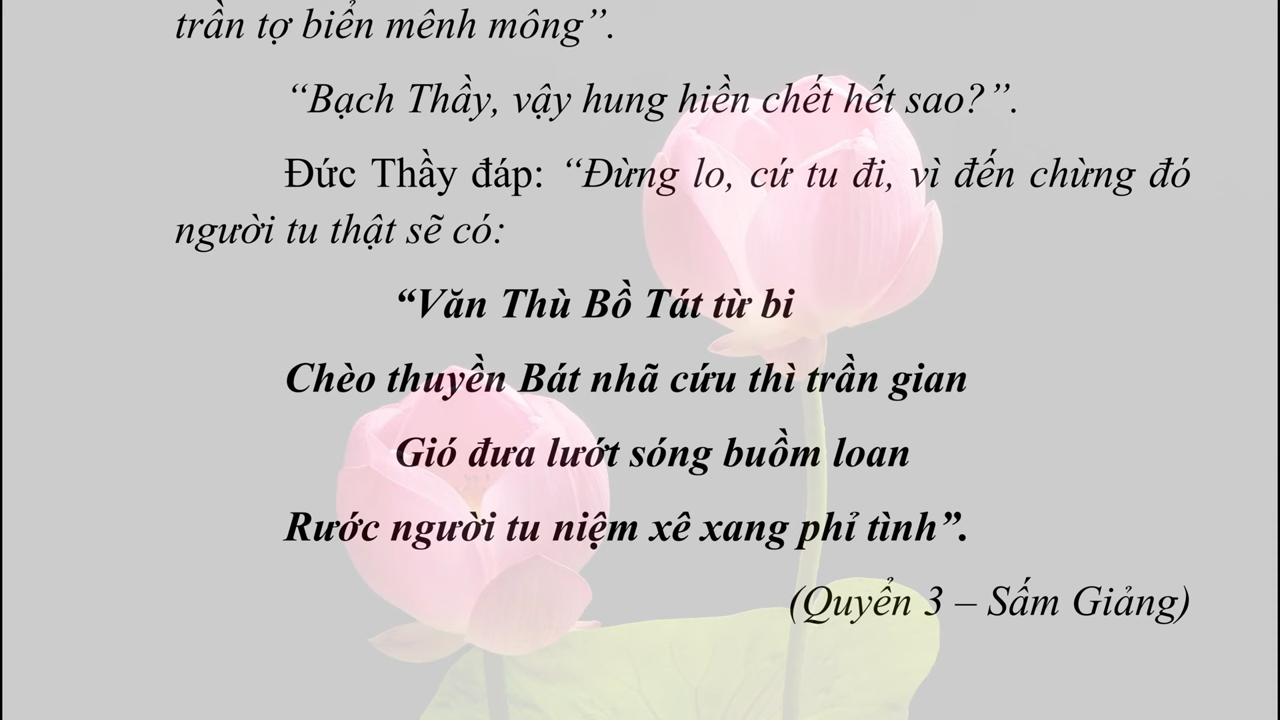 trần tợ biển mênh mông”.
“Bạch Thầy, vậy hung hiền chết hết sao?”.
Đức Thầy đáp: “Đừng lo, cứ tu đi, vì đến chừng đó
người tu thật sẽ có:
“Văn Thù Bồ Tát từ bi
Chèo thuyền Bát nhã cứu thì trần gian
Gió đưa lướt sóng buồm loan
Rước người tu niệm xê xang phỉ tình”.
(Quyển 3 – Sấm Giảng)